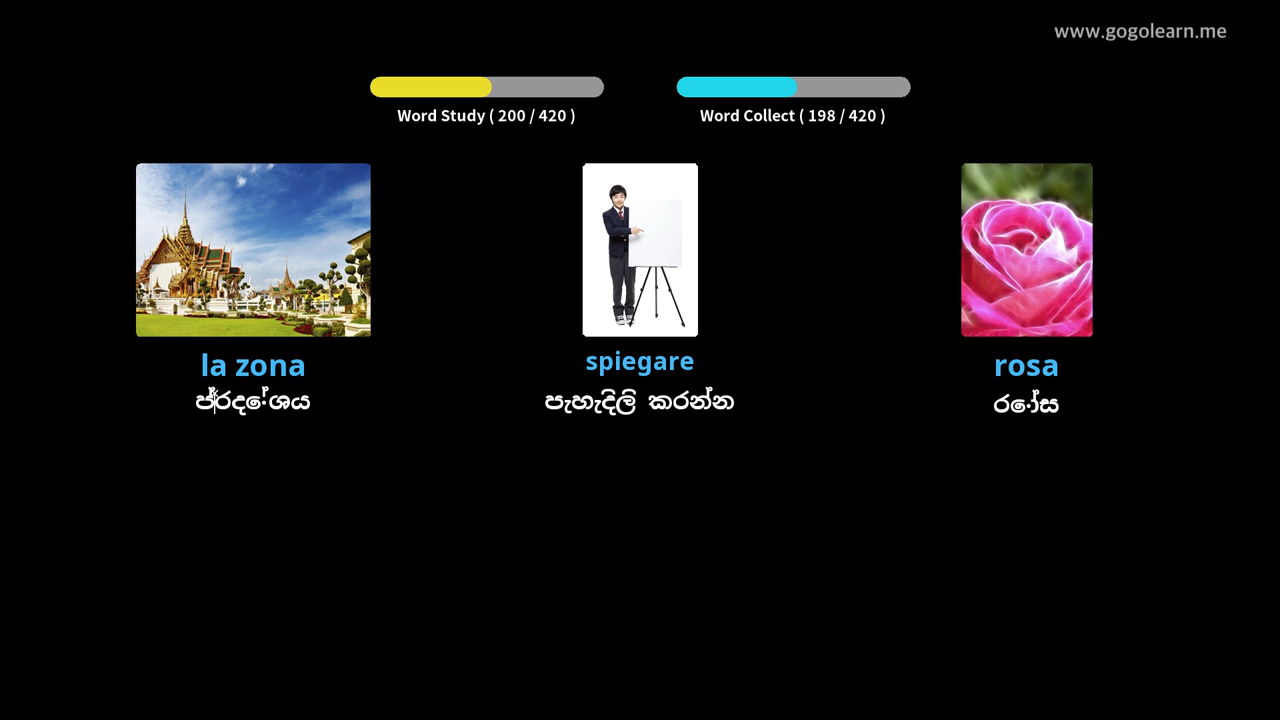 www.gogolearn.me
Word Study ( 200 / 420 )
Word Collect ( 198 / 420 )
la zona
spiegare
rosa
ප්‍රදේශය
පැහැදිලි කරන්න
රෝස